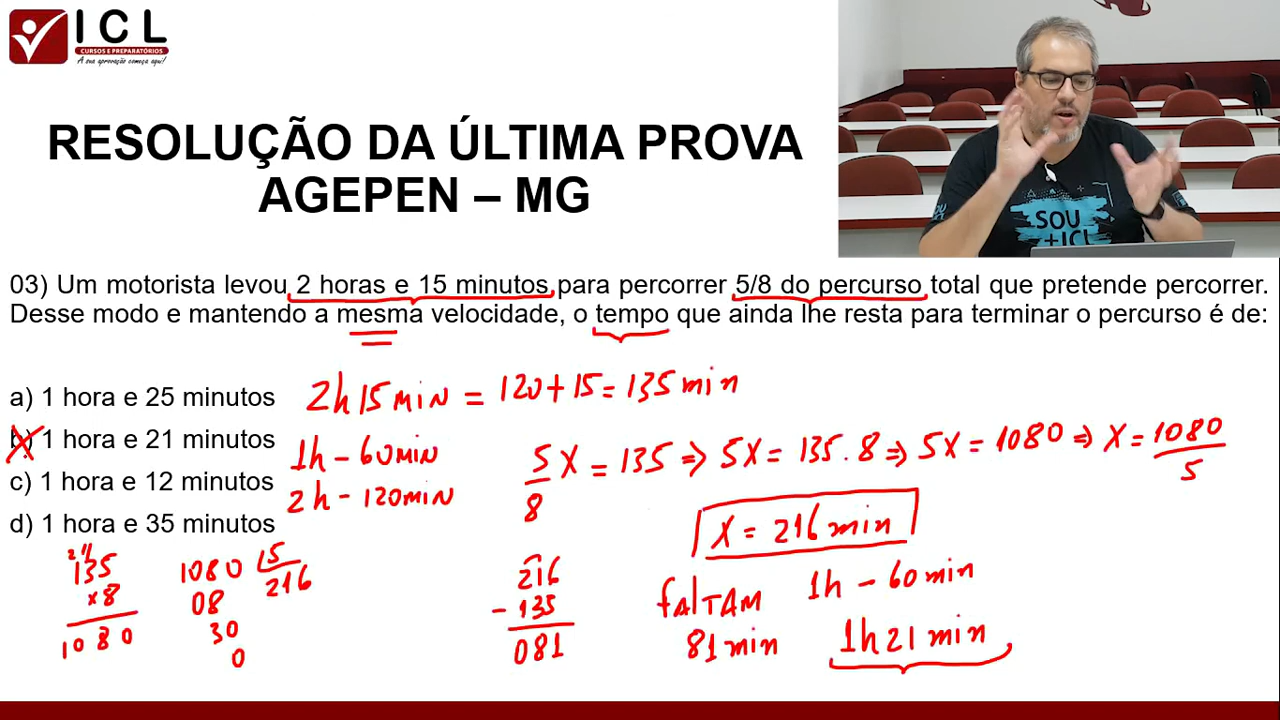 ICL
CURSOS E PREPARATÓRIOS
A sua aprovação começa aqui!
RESOLUÇÃO DA ÚLTIMA PROVA
AGEPEN – MG
SOU
+ICL
03) Um motorista levou 2 horas e 15 minutos para percorrer 5/8 do percurso total que pretende percorrer.
Desse modo e mantendo a mesma velocidade, o tempo que ainda lhe resta para terminar o percurso é de:
a) 1 hora e 25 minutos
b) 1 hora e 21 minutos
c) 1 hora e 12 minutos
d) 1 hora e 35 minutos
2h 15 min = 120 + 15 = 135 min
1h - 60 min
2h - 120 min
5/8 X = 135 => 5X = 135 . 8 => 5X = 1080 => X = 1080/5
X = 216 min
135
x8
1080
1080 5
08 216
30
0
216
- 135
081
FALTAM
81 min
1h - 60 min
1h 21 min